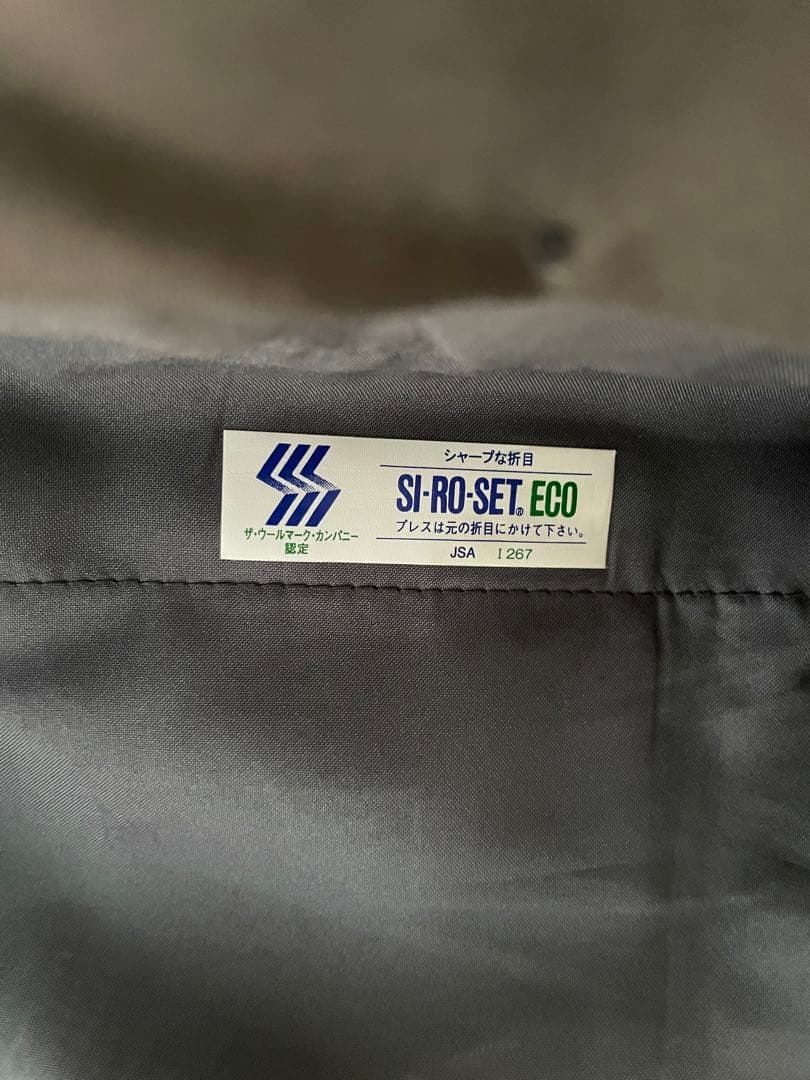 ザ・ウールマーク・カンパニー
認定
シャープな折目
SI-RO-SET® ECO
プレスは元の折目にかけて下さい。
JSA I 267